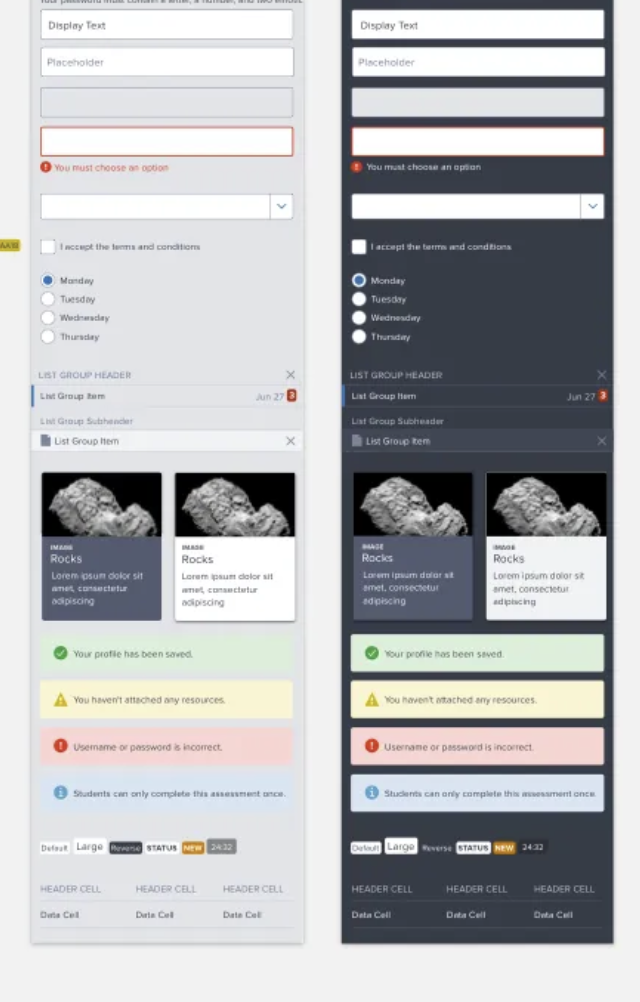 Display Text
Placeholder
You must choose an option
I accept the terms and conditions
Monday
Tuesday
Wednesday
Thursday
LIST GROUP HEADER
List Group Item
Jun 27 3
List Group Subheader
List Group Item
IMAGE
Rocks
Lorem ipsum dolor sit
amet, consectetur
adipiscing
IMAGE
Rocks
Lorem ipsum dolor sit
amet, consectetur
adipiscing
Your profile has been saved.
You haven't attached any resources.
Username or password is incorrect.
Students can only complete this assessment once.
Default Large Reverse STATUS NEW 24:32
HEADER CELL HEADER CELL HEADER CELL
Data Cell Data Cell Data Cell
Display Text
Placeholder
You must choose an option
I accept the terms and conditions
Monday
Tuesday
Wednesday
Thursday
LIST GROUP HEADER
List Group Item
Jun 27 3
List Group Subheader
List Group Item
IMAGE
Rocks
Lorem ipsum dolor sit
amet, consectetur
adipiscing
IMAGE
Rocks
Lorem ipsum dolor sit
amet, consectetur
adipiscing
Your profile has been saved.
You haven't attached any resources.
Username or password is incorrect.
Students can only complete this assessment once.
Default Large Reverse STATUS NEW 24:32
HEADER CELL HEADER CELL HEADER CELL
Data Cell Data Cell Data Cell